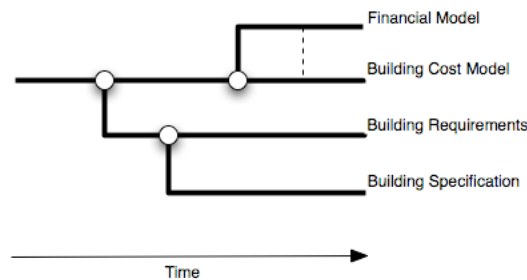 Financial Model
Building Cost Model
Building Requirements
Building Specification
Time